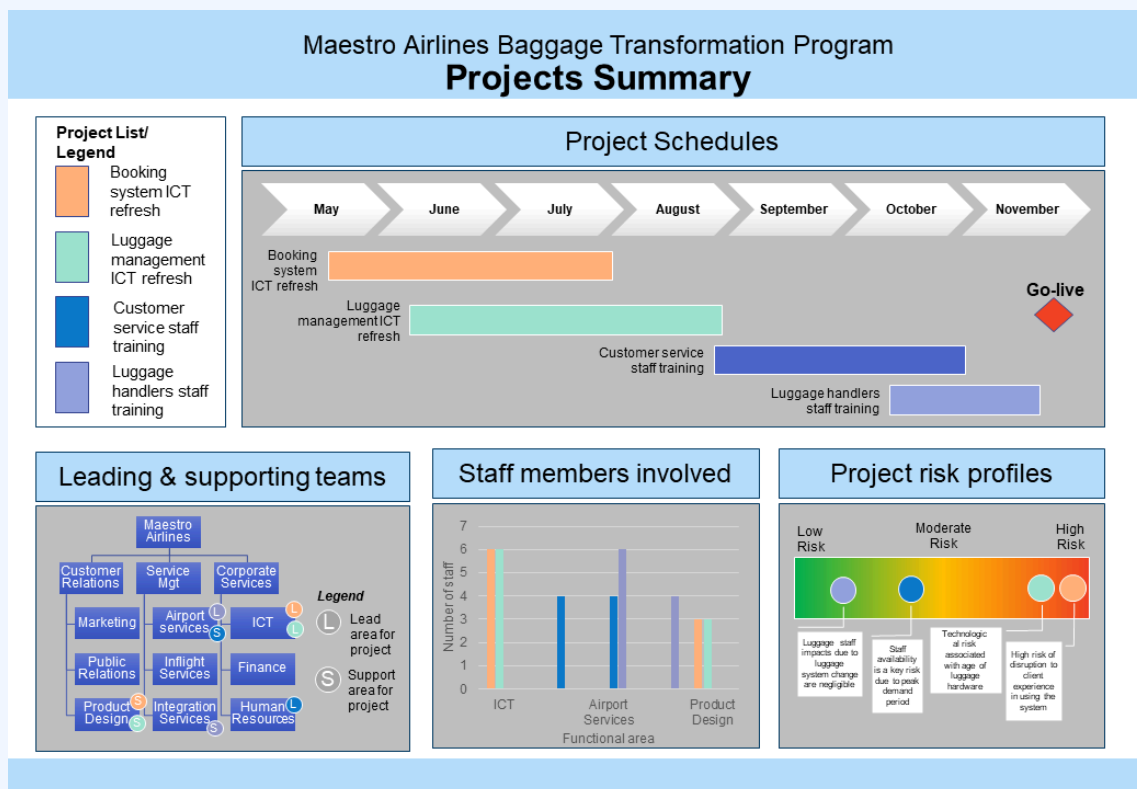 Maestro Airlines Baggage Transformation Program
Projects Summary
Project List/
Legend
Booking
system ICT
refresh
Luggage
management
ICT refresh
Customer
service staff
training
Luggage
handlers staff
training
Project Schedules
May
June
July
August
September
October
November
Booking
system
ICT refresh
Luggage
management ICT
refresh
Customer service
staff training
Luggage handlers
staff training
Go-live
Leading & supporting teams
Maestro
Airlines
Customer
Relations
Service
Mgt
Corporate
Services
Marketing
Airport
services
L
S
ICT
L
L
Public
Relations
Inflight
Services
Finance
Product
Design
S
S
Integration
Services
S
Human
Resources
L
Legend
L
Lead
area for
project
S
Support
area for
project
Staff members involved
7
6
5
4
3
2
1
0
Number of staff
ICT
Airport
Services
Product
Design
Functional area
Project risk profiles
Low
Risk
Moderate
Risk
High
Risk
Luggage staff
impacts due to
luggage
system change
are negligible
Staff
availability
is a key risk
due to peak
demand
period
Technologic
al risk
associated
with age of
luggage
hardware
High risk of
disruption to
client
experience
in using the
system